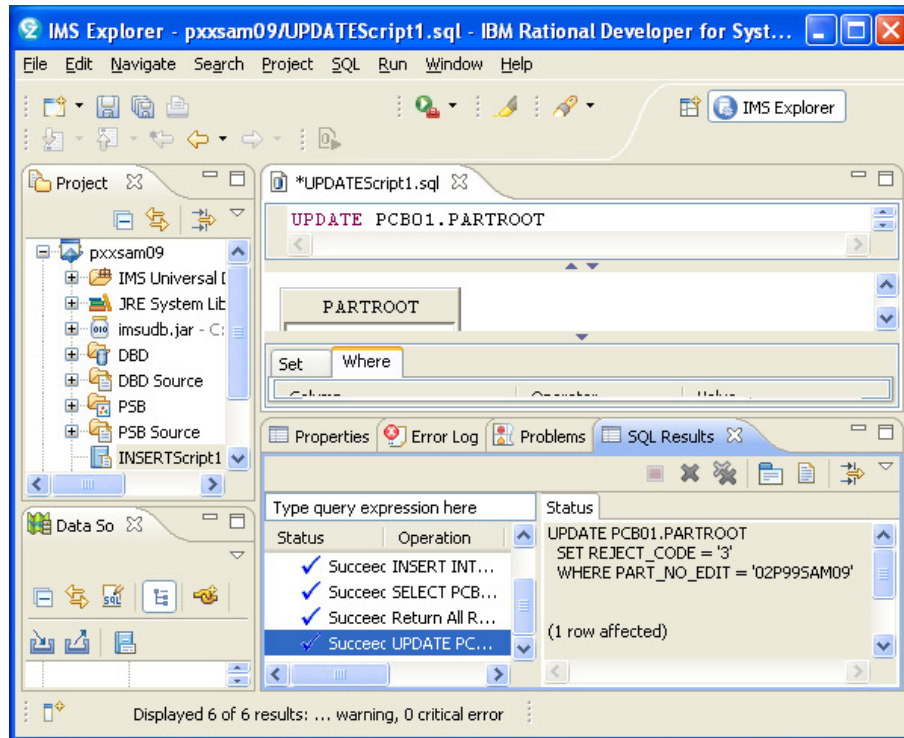 IMS Explorer - pxxsam09/UPDATEScript1.sql - IBM Rational Developer for Syst...
File Edit Navigate Search Project SQL Run Window Help
IMS Explorer
Project
pxxsam09
IMS Universal
JRE System Lib
imsudb.jar - C:
DBD
DBD Source
PSB
PSB Source
INSERTScript1
*UPDATEScript1.sql
UPDATE PCB01.PARTROOT
PARTROOT
Set Where
Column Operator Value
Data So
SQL
Properties Error Log Problems SQL Results
Type query expression here
Status Operation
Succeec INSERT INT...
Succeec SELECT PCB...
Succeec Return All R...
Succeec UPDATE PC...
Status
UPDATE PCB01.PARTROOT
SET REJECT_CODE = '3'
WHERE PART_NO_EDIT = '02P99SAM09'
(1 row affected)
Displayed 6 of 6 results: ... warning, 0 critical error